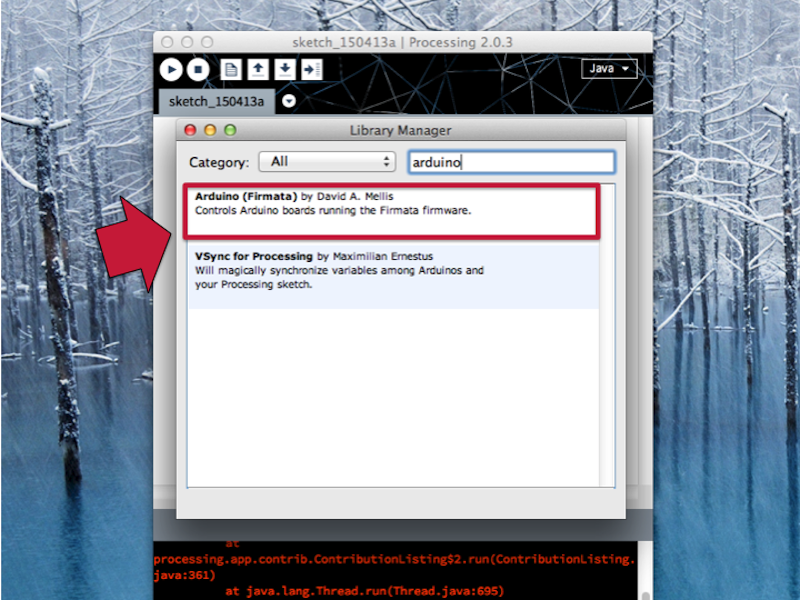 sketch_150413a | Processing 2.0.3
Java
sketch_150413a
Library Manager
Category: All arduino
Arduino (Firmata) by David A. Mellis
Controls Arduino boards running the Firmata firmware.
VSync for Processing by Maximilian Ernestus
Will magically synchronize variables among Arduinos and
your Processing sketch.
at
processing.app.contrib.ContributionListing$2.run(ContributionListing.
java:361)
at java.lang.Thread.run(Thread.java:695)